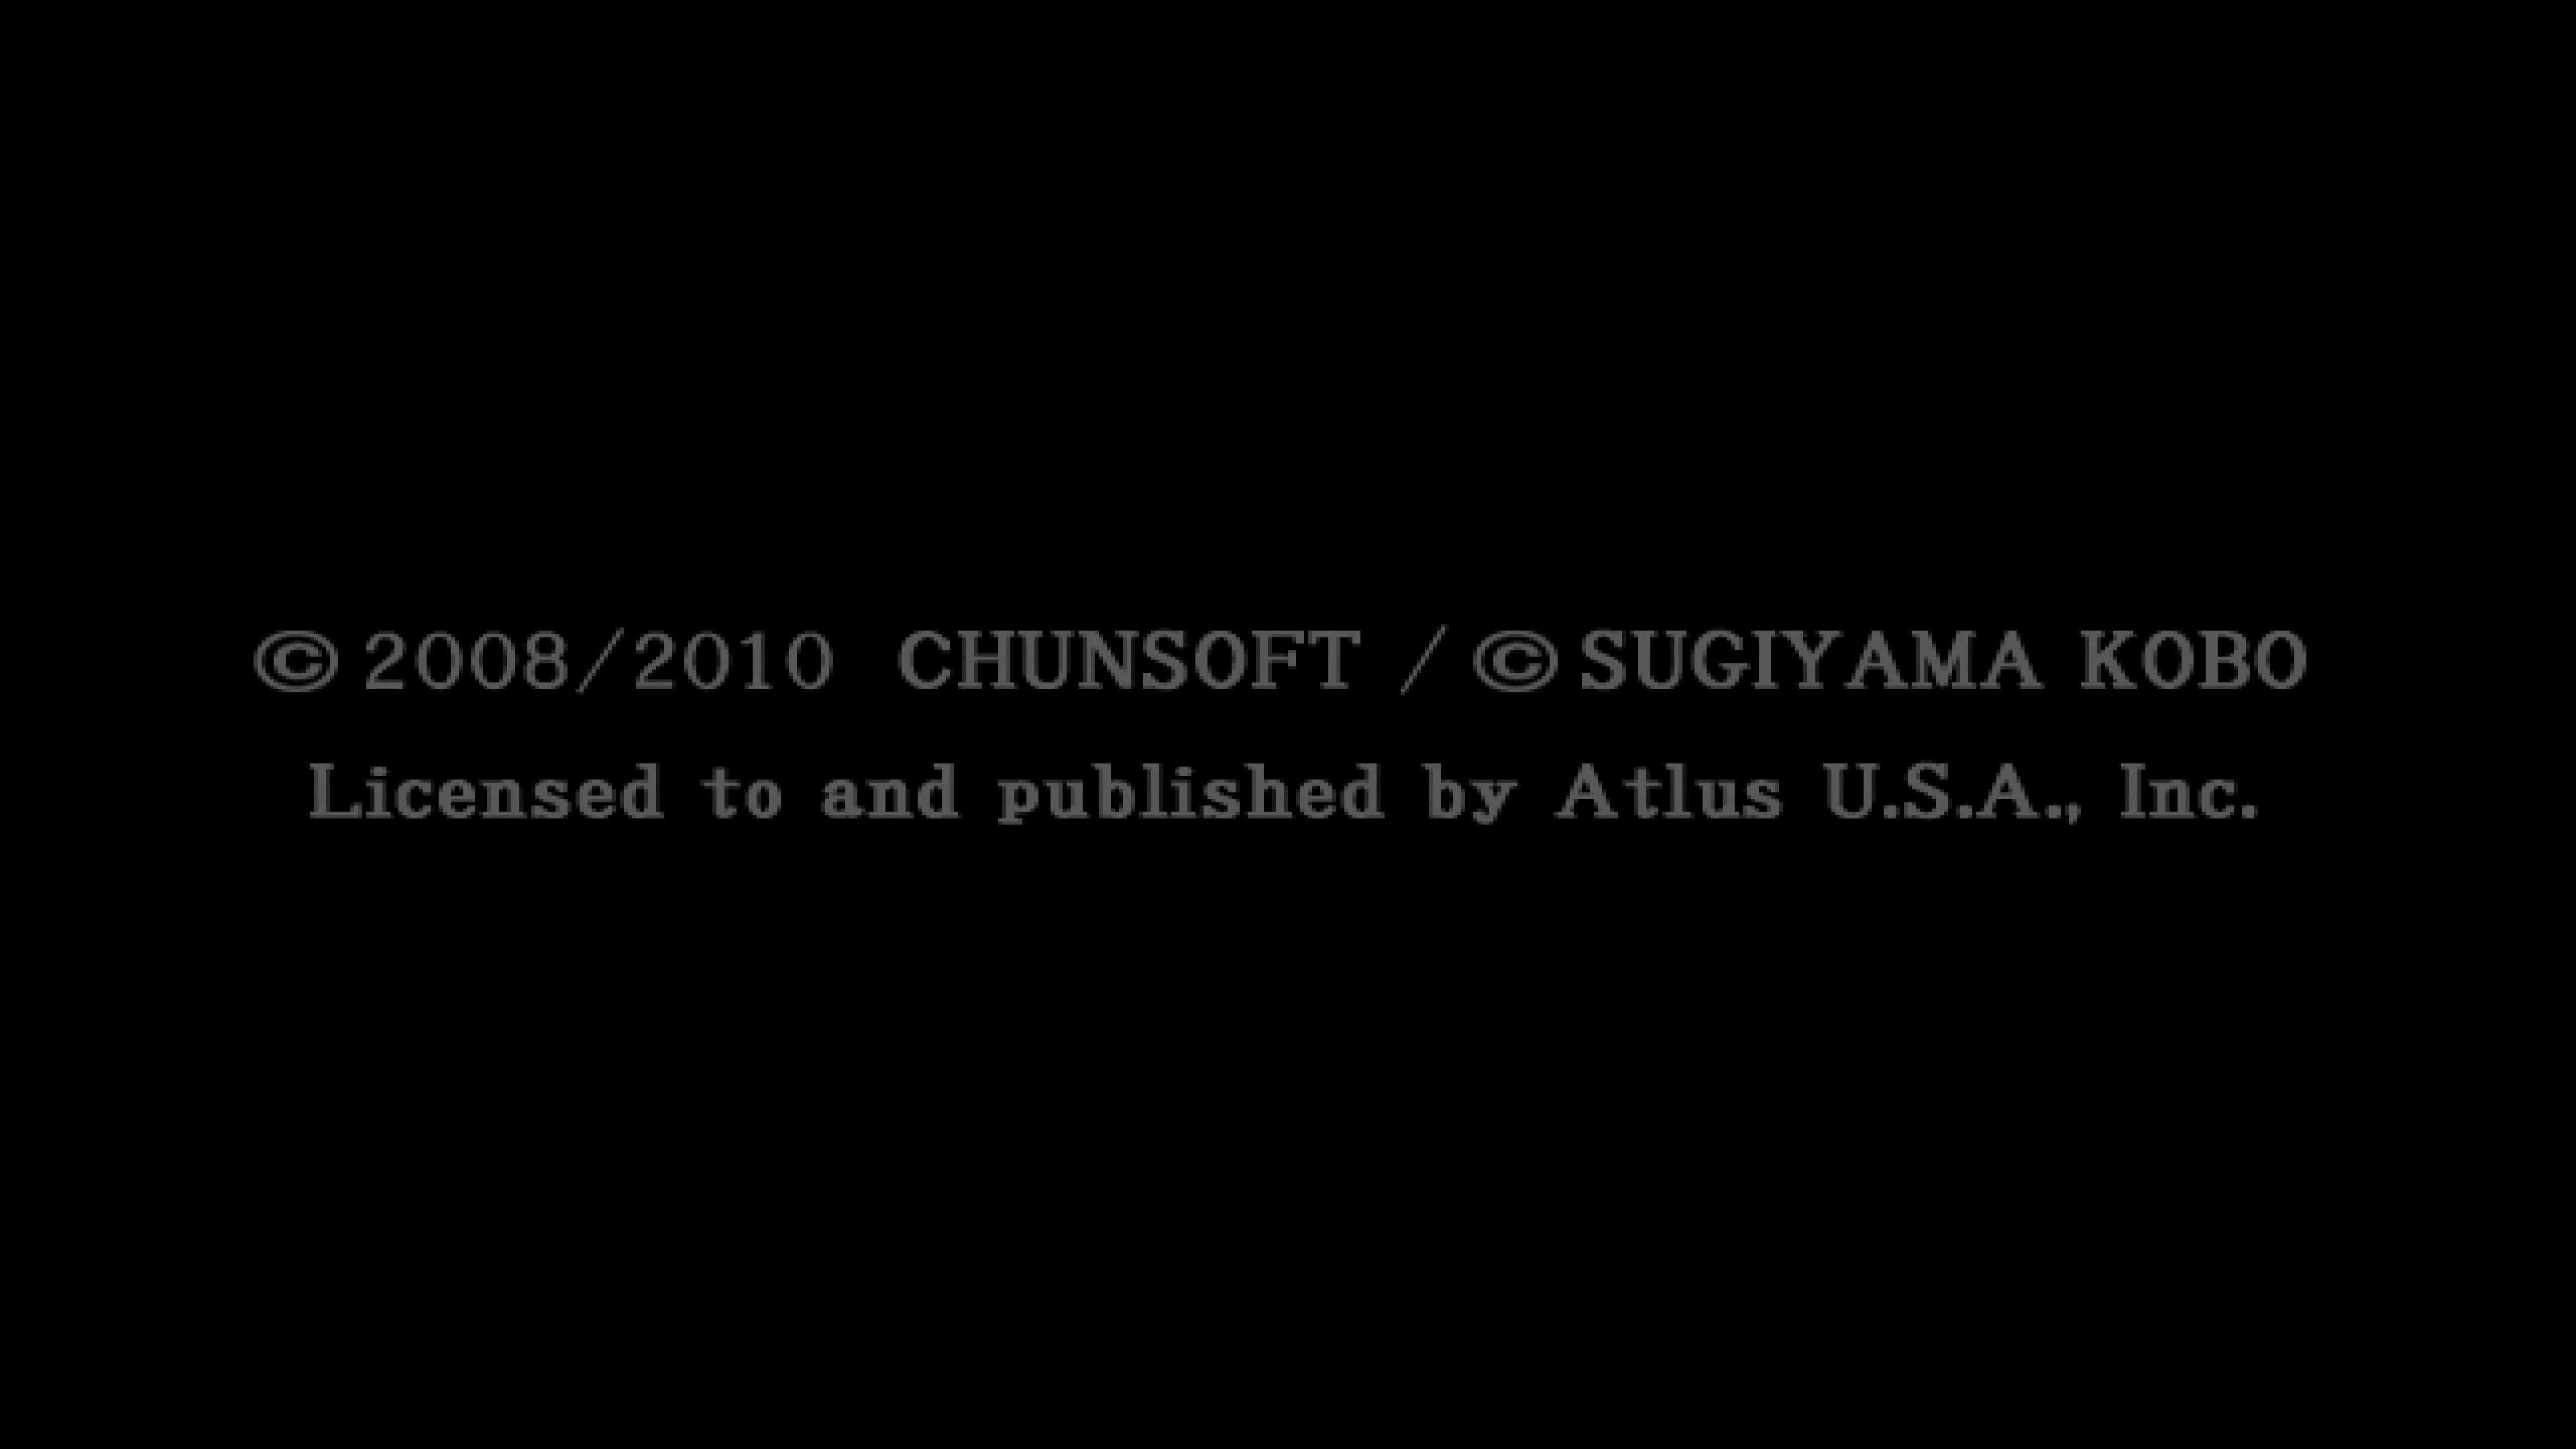 ©2008/2010 CHUNSOFT / ©SUGIYAMA KOBO
Licensed to and published by Atlus U.S.A., Inc.